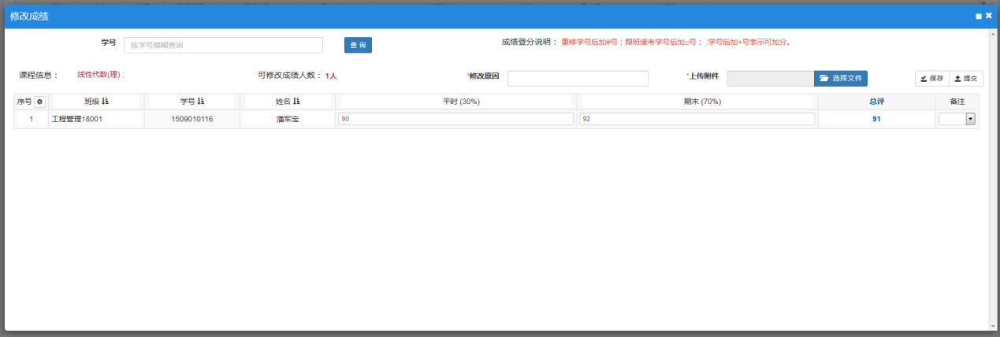 修改成绩
学号 按学号模糊查询 查 询 成绩登分说明： 重修学号后加#号；跟班缓考学号后加□号； 学号后加+号表示可加分。
课程信息： 线性代数(理) 可修改成绩人数：1人 *修改原因 *上传附件 选择文件 保存 提交
序号 班级 学号 姓名 平时 (30%) 期末 (70%) 总评 备注
1 工程管理18001 1509010116 潘军宝 90 92 91